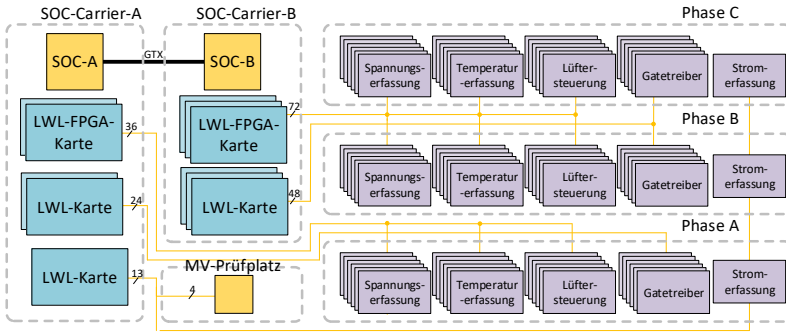 SOC-Carrier-A
SOC-Carrier-B
Phase C
SOC-A
GTX
SOC-B
Spannungs-
erfassung
Temperatur
-erfassung
Lüfter-
steuerung
Gatetreiber
Strom-
erfassung
LWL-FPGA-
Karte
36
LWL-FPGA-
Karte
72
Phase B
Spannungs-
erfassung
Temperatur
-erfassung
Lüfter-
steuerung
Gatetreiber
Strom-
erfassung
LWL-Karte
24
LWL-Karte
48
Phase A
LWL-Karte
13
MV-Prüfplatz
4
Spannungs-
erfassung
Temperatur
-erfassung
Lüfter-
steuerung
Gatetreiber
Strom-
erfassung